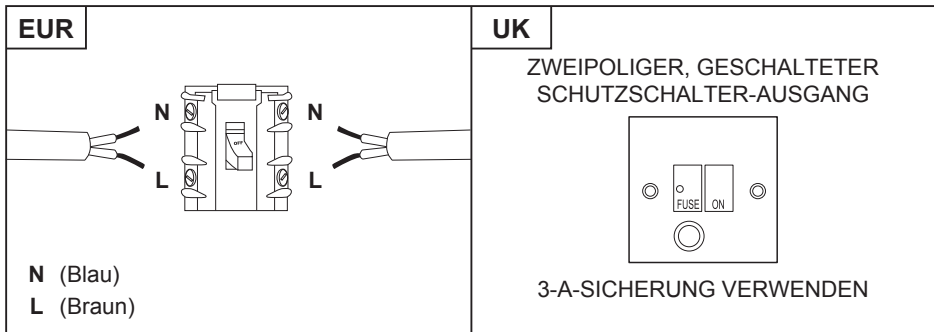 EUR
N
N
OFF
L
L
N (Blau)
L (Braun)
UK
ZWEIPOLIGER, GESCHALTETER
SCHUTZSCHALTER-AUSGANG
FUSE ON
3-A-SICHERUNG VERWENDEN